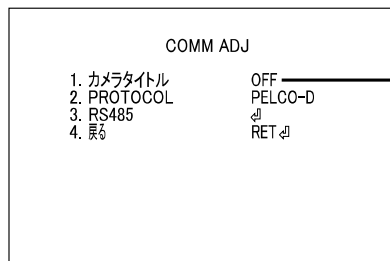 COMM ADJ
1. カメラタイトル OFF
2. PROTOCOL PELCO-D
3. RS485 ⏎
4. 戻る RET⏎